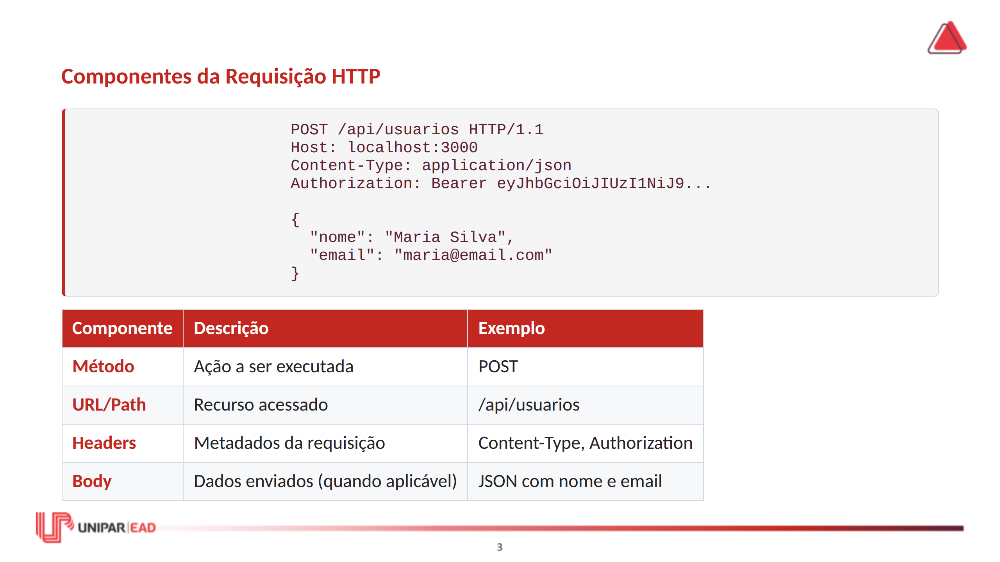 Componentes da Requisição HTTP
POST /api/usuarios HTTP/1.1
Host: localhost:3000
Content-Type: application/json
Authorization: Bearer eyJhbGciOiJIUzI1NiJ9...
{
  "nome": "Maria Silva",
  "email": "maria@email.com"
}
Componente Descrição Exemplo
Método Ação a ser executada POST
URL/Path Recurso acessado /api/usuarios
Headers Metadados da requisição Content-Type, Authorization
Body Dados enviados (quando aplicável) JSON com nome e email
UNIPAR|EAD
3